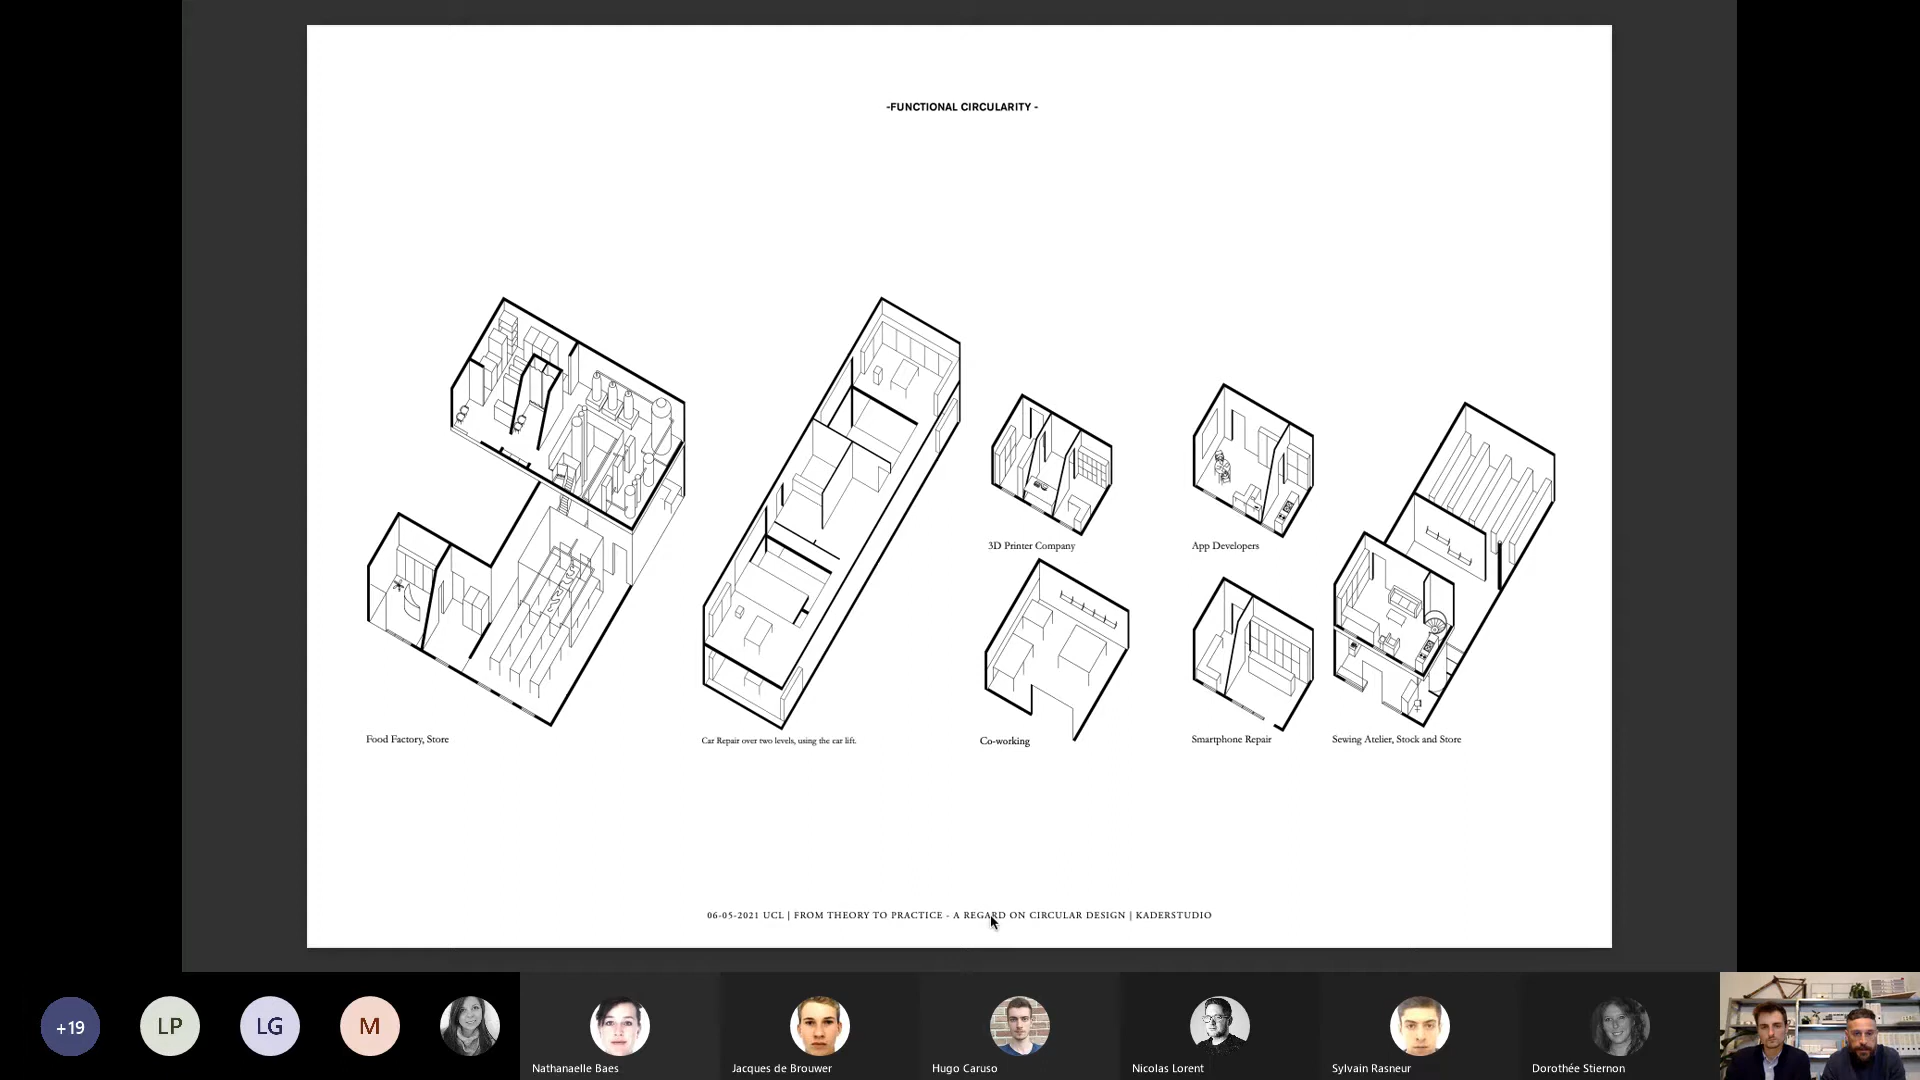 -FUNCTIONAL CIRCULARITY -
3D Printer Company
App Developers
Food Factory, Store
Car Repair over two levels, using the car lift.
Co-working
Smartphone Repair
Sewing Atelier, Stock and Store
06-05-2021 UCL | FROM THEORY TO PRACTICE - A REGARD ON CIRCULAR DESIGN | KADERSTUDIO
+19
LP
LG
M
Nathanaelle Baes
Jacques de Brouwer
Hugo Caruso
Nicolas Lorent
Sylvain Rasneur
Dorothée Stiernon